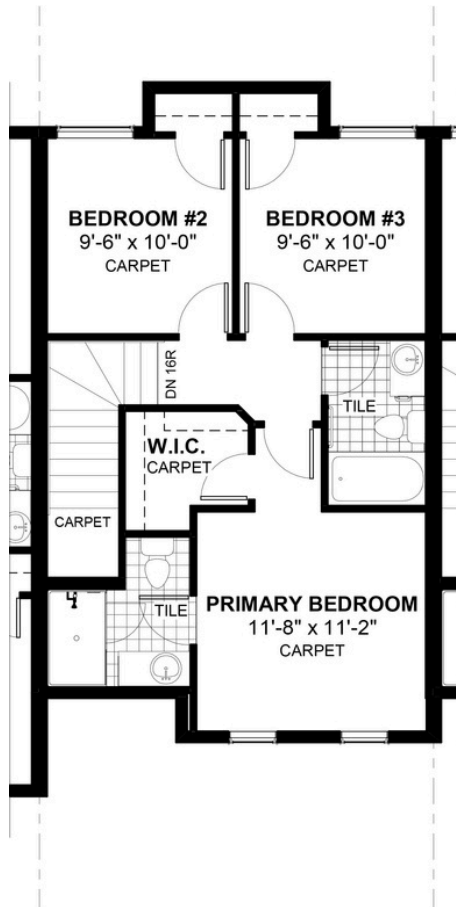 BEDROOM #2
9'-6" x 10'-0"
CARPET
BEDROOM #3
9'-6" x 10'-0"
CARPET
DN 16R
TILE
W.I.C.
CARPET
CARPET
TILE
PRIMARY BEDROOM
11'-8" x 11'-2"
CARPET